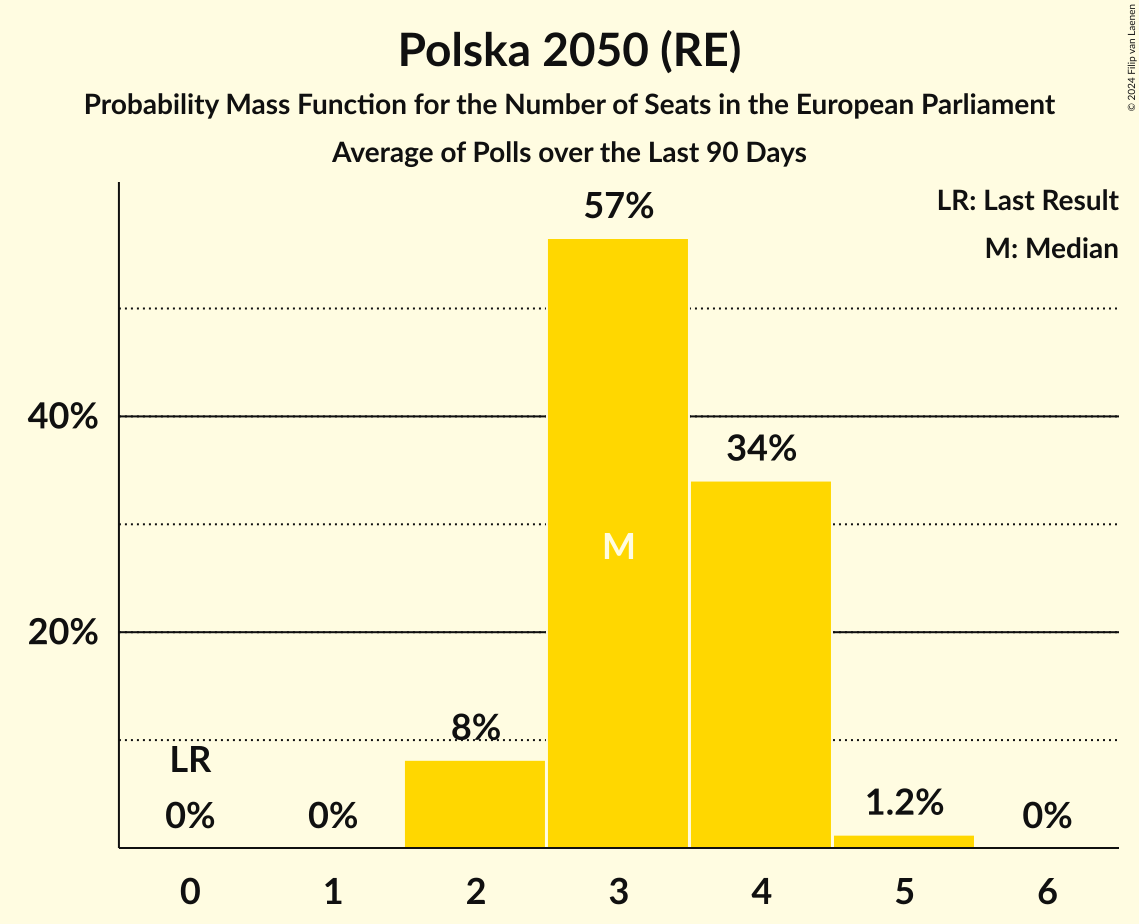 Polska 2050 (RE)
Probability Mass Function for the Number of Seats in the European Parliament
Average of Polls over the Last 90 Days
© 2024 Filip van Laenen
LR: Last Result
M: Median
57%
40%
34%
M
20%
8%
LR
0%
0%
1.2%
0%
0
1
2
3
4
5
6